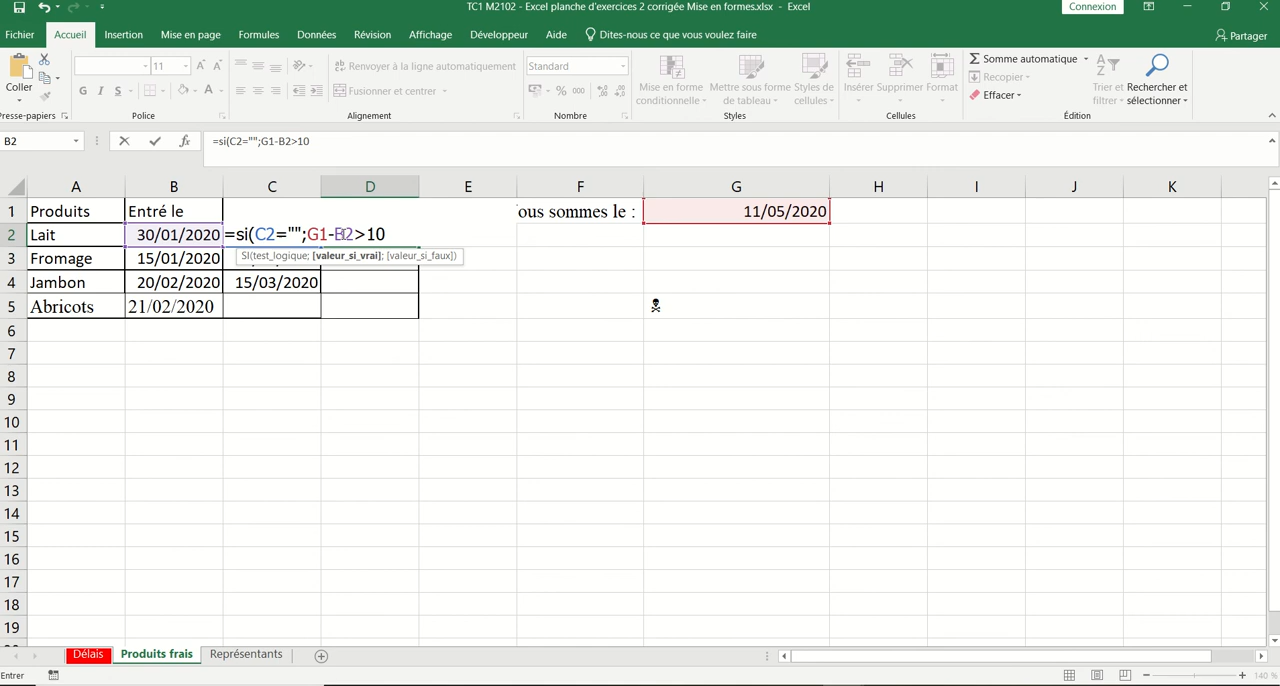 TC1 M2102 - Excel planche d'exercices 2 corrigée Mise en formes.xlsx - Excel
Connexion
Fichier Accueil Insertion Mise en page Formules Données Révision Affichage Développeur Aide Dites-nous ce que vous voulez faire Partager
Coller
11
G I S
Renvoyer à la ligne automatiquement
Fusionner et centrer
Standard
% 000
Mise en forme conditionnelle
Mettre sous forme de tableau
Styles de cellules
Insérer Supprimer Format
Somme automatique
Recopier
Effacer
Trier et filtrer
Rechercher et sélectionner
Presse-papiers Police Alignement Nombre Styles Cellules Édition
B2 fx =si(C2="";G1-B2>10
A B C D E F G H I J K
1 Produits Entré le ous sommes le : 11/05/2020
2 Lait 30/01/2020 =si(C2="";G1-B2>10
SI(test_logique; [valeur_si_vrai]; [valeur_si_faux])
3 Fromage 15/01/2020
4 Jambon 20/02/2020 15/03/2020
5 Abricots 21/02/2020
6
7
8
9
10
11
12
13
14
15
16
17
18
19
Délais Produits frais Représentants
Entrer 140 %